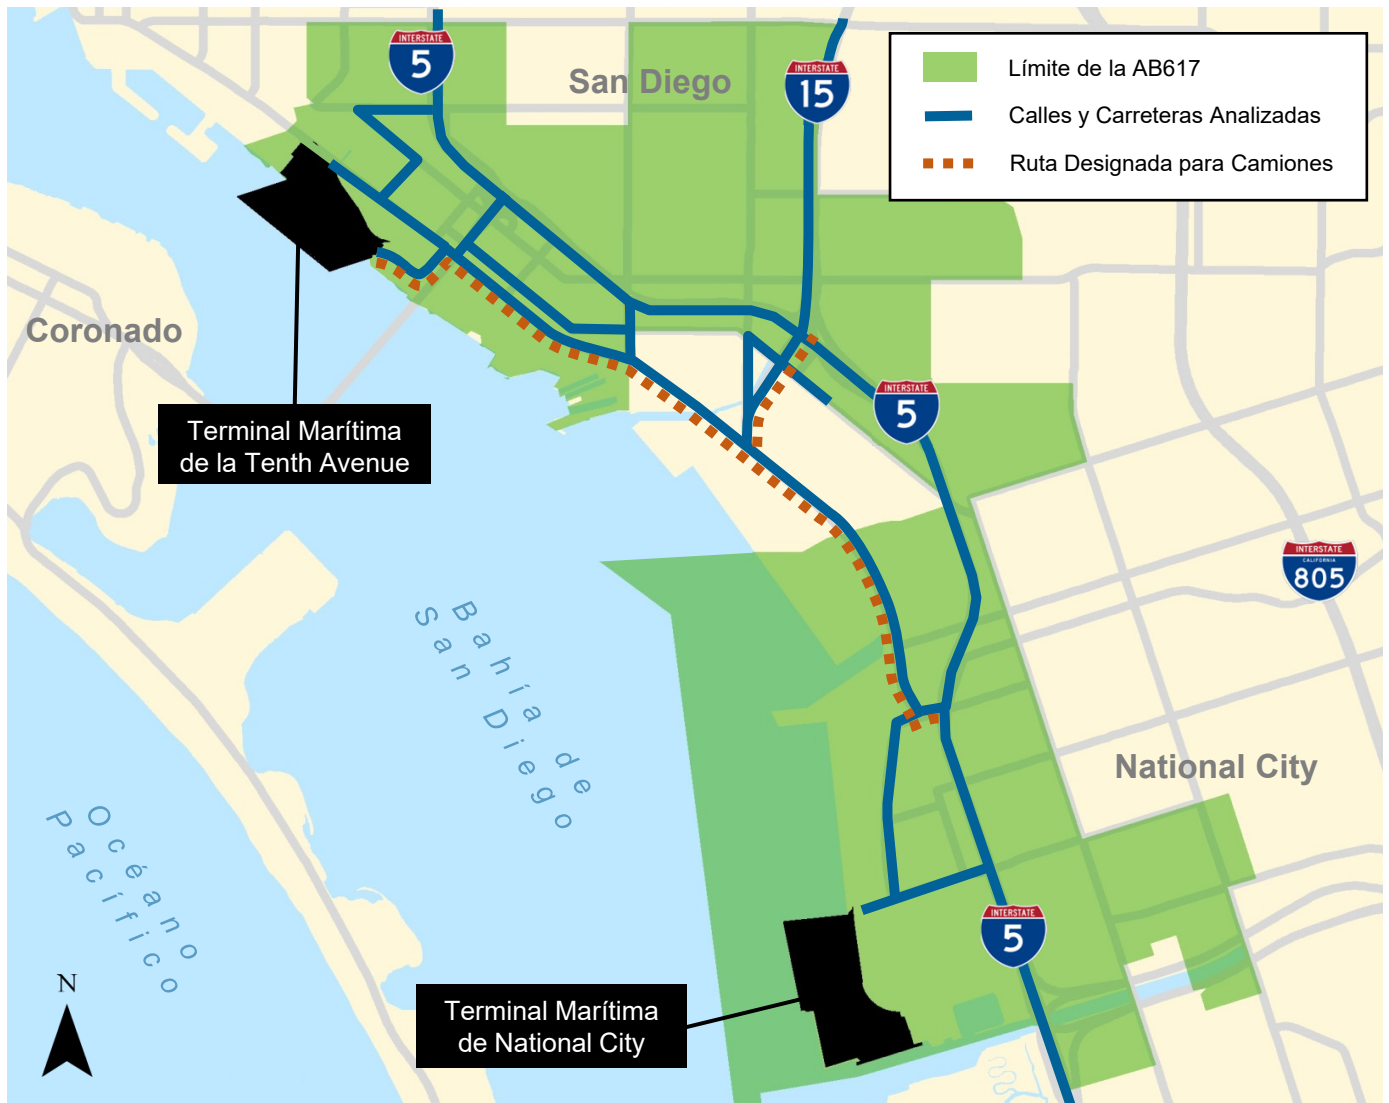 INTERSTATE
5
San Diego
INTERSTATE
15
Límite de la AB617
Calles y Carreteras Analizadas
Ruta Designada para Camiones
Coronado
Terminal Marítima
de la Tenth Avenue
INTERSTATE
5
INTERSTATE
CALIFORNIA
805
Bahía de
San Diego
National City
Océano
Pacífico
INTERSTATE
5
N
Terminal Marítima
de National City